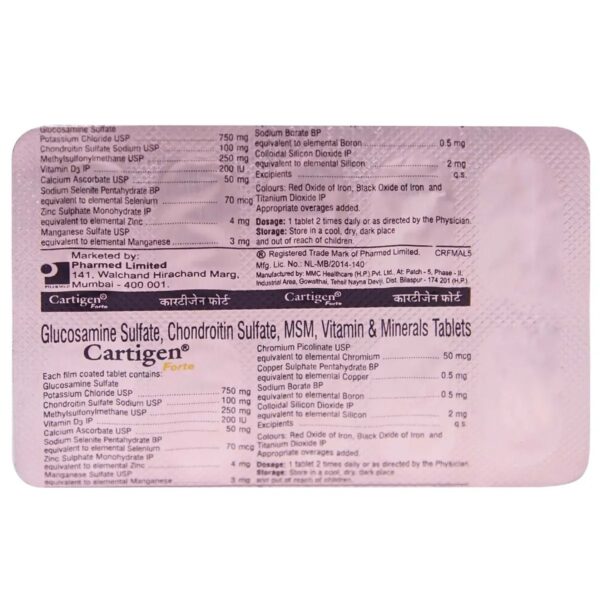 Glucosamine Sulfate
Potassium Chloride USP 750 mg
Chondroitin Sulfate Sodium USP 100 mg
Methylsulfonylmethane USP 250 mg
Vitamin D3 IP 200 IU
Calcium Ascorbate USP 50 mg
Sodium Selenite Pentahydrate BP
equivalent to elemental Selenium 70 mcg
Zinc Sulphate Monohydrate IP
equivalent to elemental Zinc 4 mg
Manganese Sulfate USP
equivalent to elemental Manganese 3 mg
Sodium Borate BP
equivalent to elemental Boron 0.5 mg
Colloidal Silicon Dioxide IP
equivalent to elemental Silicon 2 mg
Excipients q.s.
Colours: Red Oxide of Iron, Black Oxide of Iron and
Titanium Dioxide IP
Appropriate overages added.
Dosage: 1 tablet 2 times daily or as directed by the Physician.
Storage: Store in a cool, dry, dark place
and out of reach of children.
Marketed by:
Pharmed Limited
141, Walchand Hirachand Marg,
Mumbai - 400 001.
® Registered Trade Mark of Pharmed Limited. CRFMAL5
Mfg. Lic. No.: NL-MB/2014-140
Manufactured by: MMC Healthcare (H.P.) Pvt. Ltd., At: Patch - 5, Phase - II,
Industrial Area, Gowalthai, Tehsil Nayna Devji, Dist. Bilaspur - 174 201 (H.P.)
Cartigen® Forte कारटीजेन फोर्ट Cartigen® Forte कारटीजेन फोर्ट
Glucosamine Sulfate, Chondroitin Sulfate, MSM, Vitamin & Minerals Tablets
Cartigen®
Forte
Each film coated tablet contains:
Glucosamine Sulfate
Potassium Chloride USP 750 mg
Chondroitin Sulfate Sodium USP 100 mg
Methylsulfonylmethane USP 250 mg
Vitamin D3 IP 200 IU
Calcium Ascorbate USP 50 mg
Sodium Selenite Pentahydrate BP
equivalent to elemental Selenium 70 mcg
Zinc Sulphate Monohydrate IP
equivalent to elemental Zinc 4 mg
Manganese Sulfate USP
equivalent to elemental Manganese 3 mg
Chromium Picolinate USP
equivalent to elemental Chromium 50 mcg
Copper Sulphate Pentahydrate BP
equivalent to elemental Copper 0.5 mg
Sodium Borate BP
equivalent to elemental Boron 0.5 mg
Colloidal Silicon Dioxide IP
equivalent to elemental Silicon 2 mg
Excipients q.s.
Colours: Red Oxide of Iron, Black Oxide of Iron and
Titanium Dioxide IP
Appropriate overages added.
Dosage: 1 tablet 2 times daily or as directed by the Physician.
Storage: Store in a cool, dry, dark place
and out of reach of children.